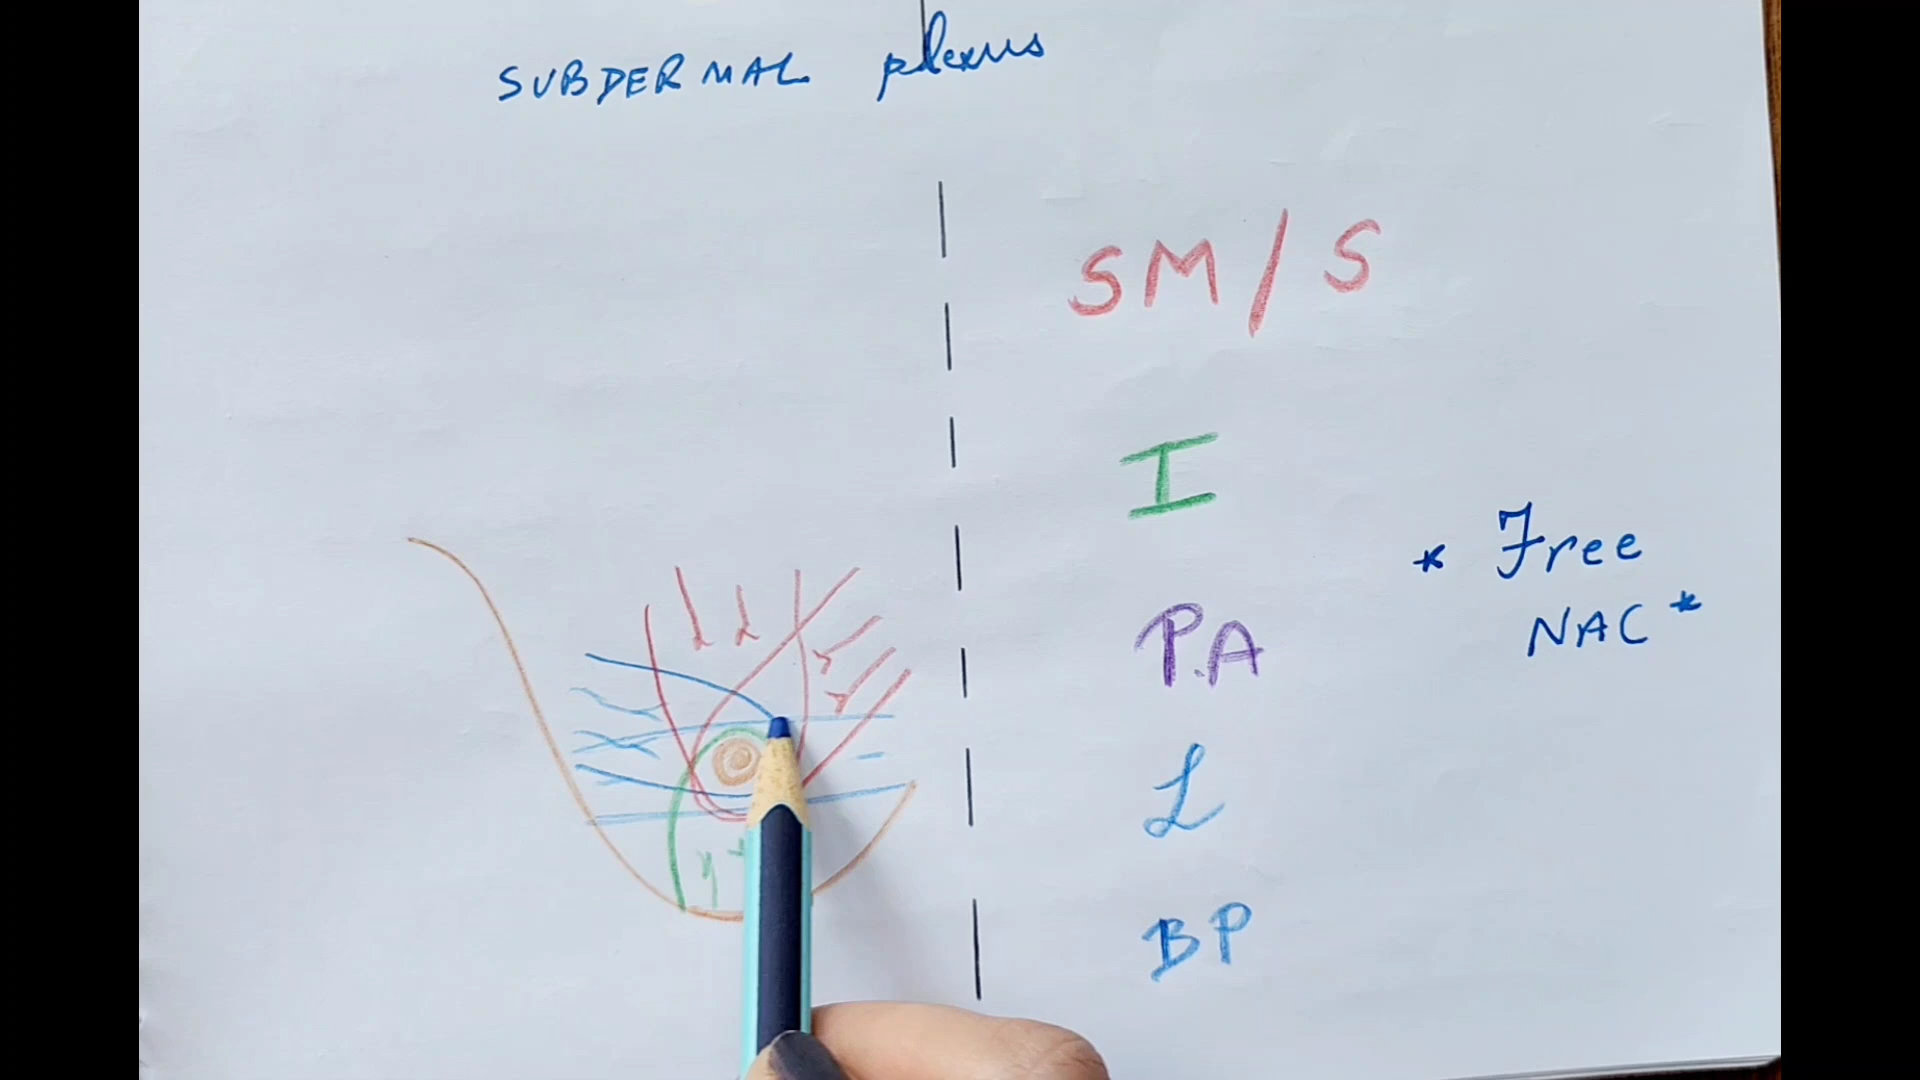 SUBDERMAL plexus
SM/S
I
P.A
L
BP
* Free
NAC *